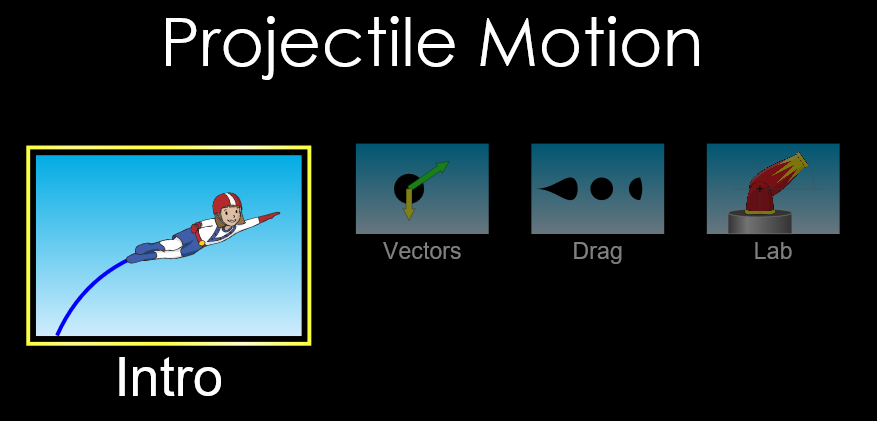 Projectile Motion
Vectors
Drag
Lab
Intro